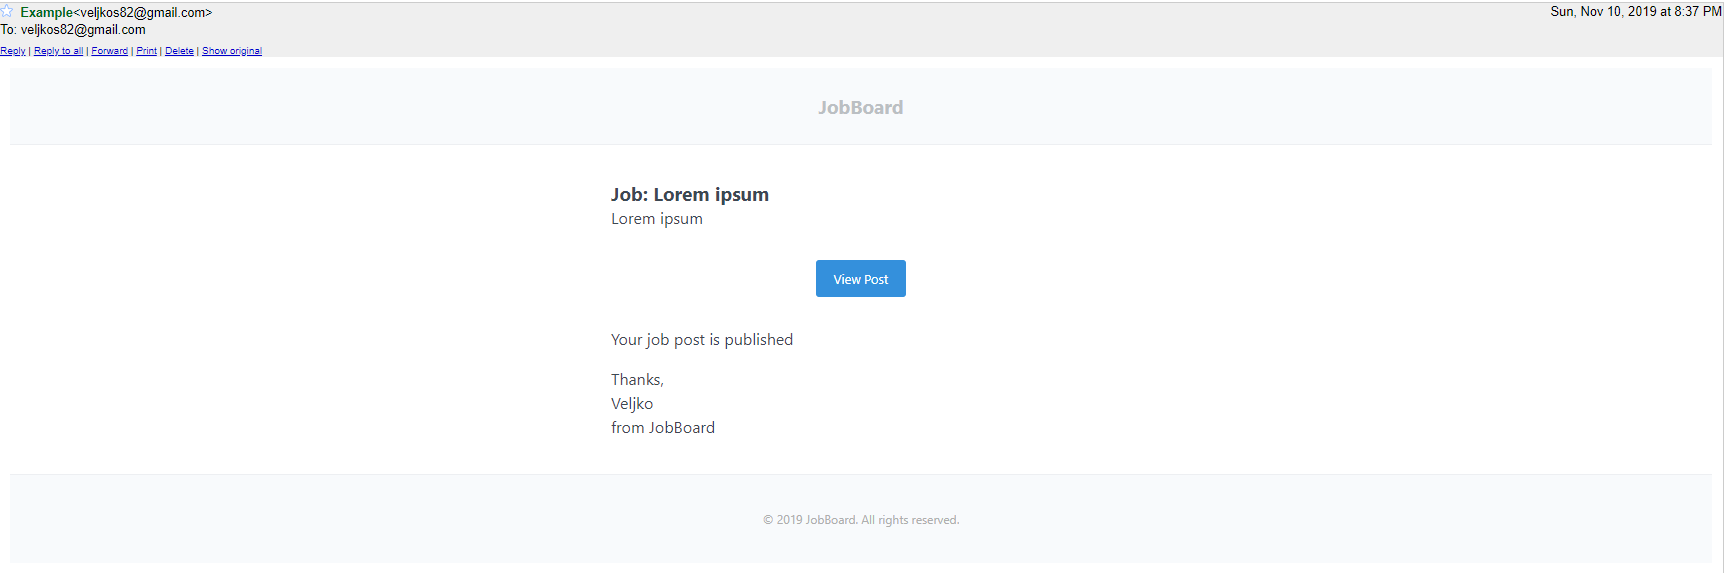 Example<veljkos82@gmail.com>
Sun, Nov 10, 2019 at 8:37 PM
To: veljkos82@gmail.com
Reply | Reply to all | Forward | Print | Delete | Show original
JobBoard
Job: Lorem ipsum
Lorem ipsum
View Post
Your job post is published
Thanks,
Veljko
from JobBoard
© 2019 JobBoard. All rights reserved.